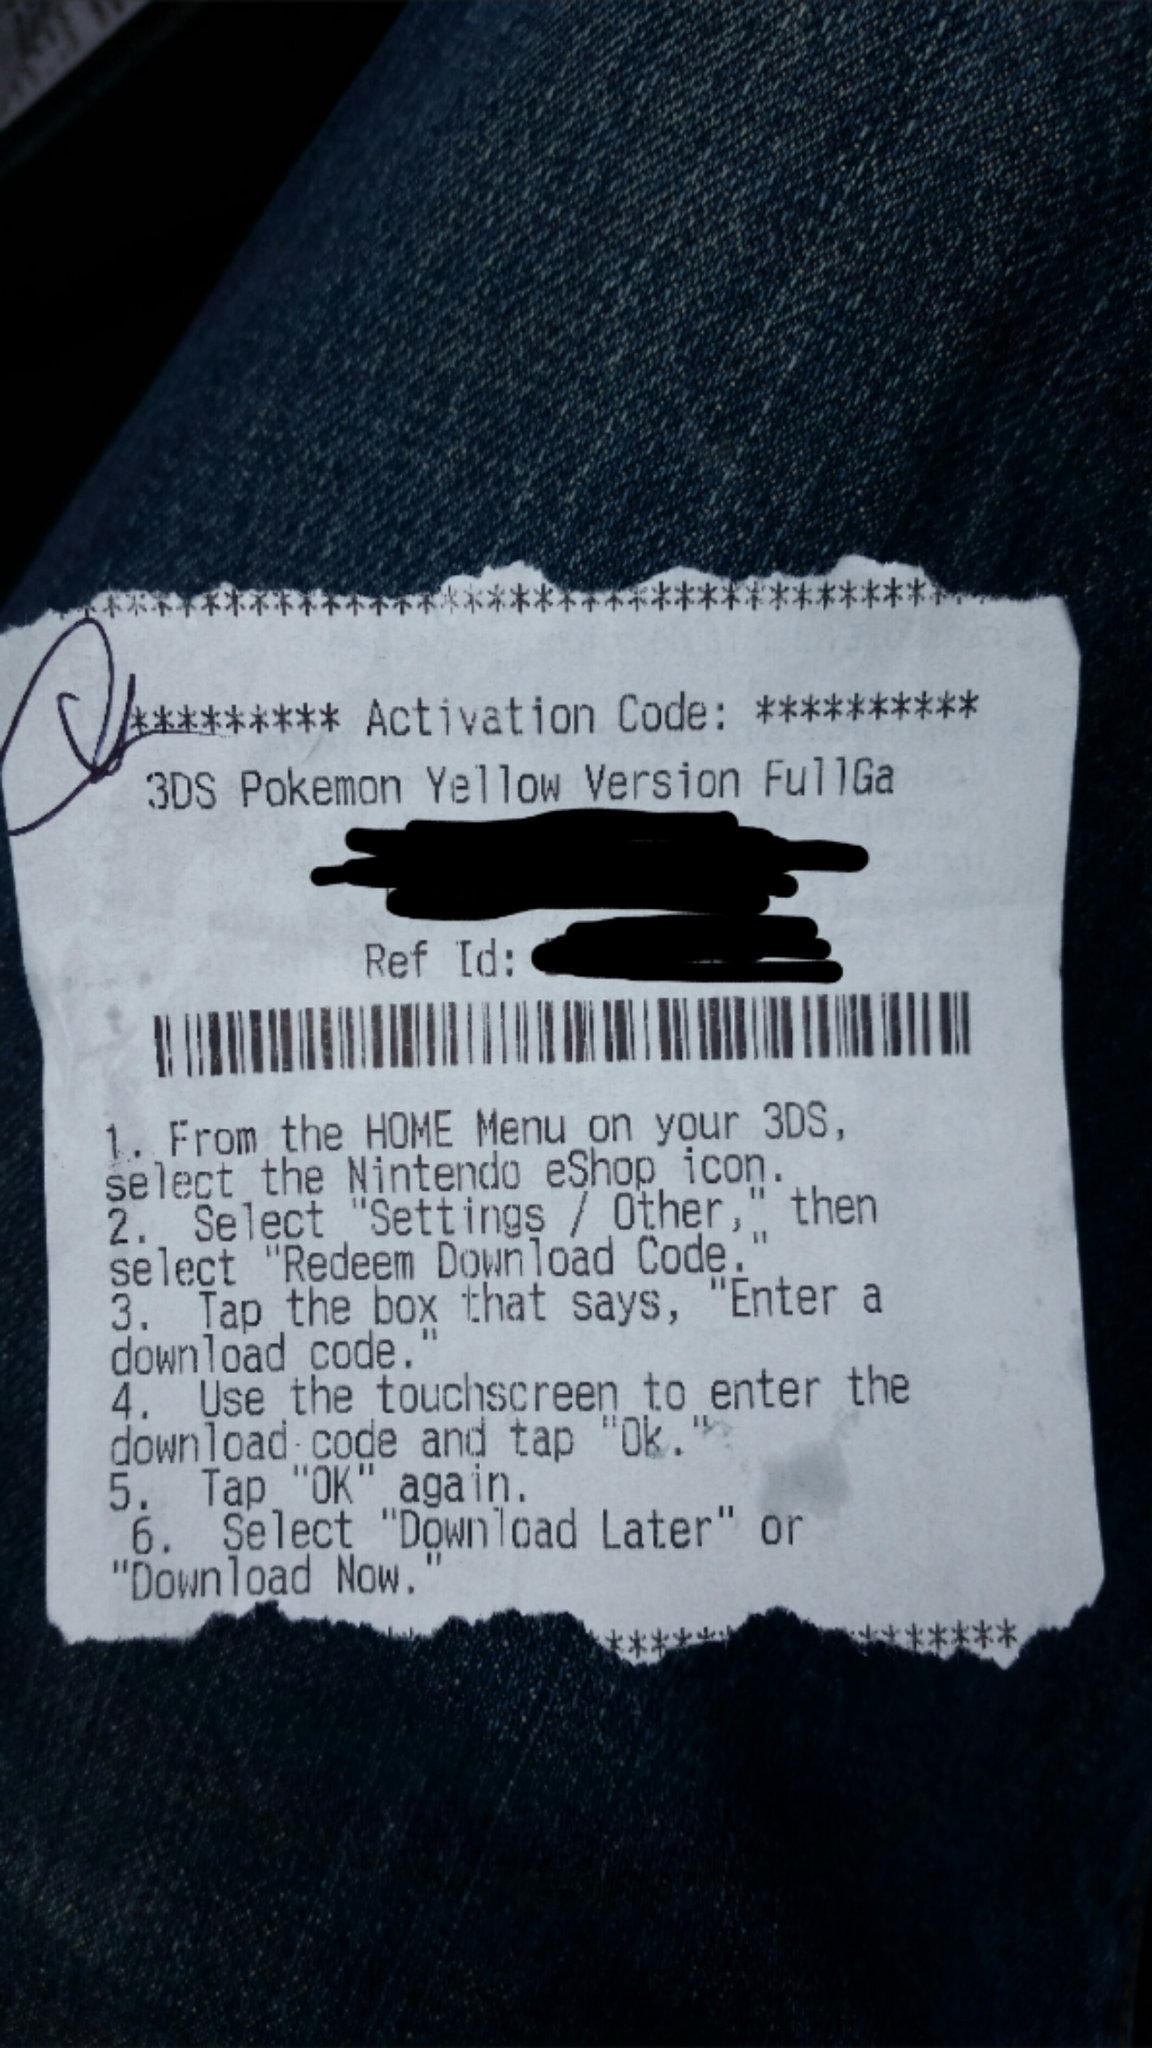 ***********************************
********* Activation Code: **********
3DS Pokemon Yellow Version FullGa
Ref Id:
1. From the HOME Menu on your 3DS,
select the Nintendo eShop icon.
2. Select "Settings / Other," then
select "Redeem Download Code."
3. Tap the box that says, "Enter a
download code."
4. Use the touchscreen to enter the
download code and tap "Ok."
5. Tap "OK" again.
6. Select "Download Later" or
"Download Now."